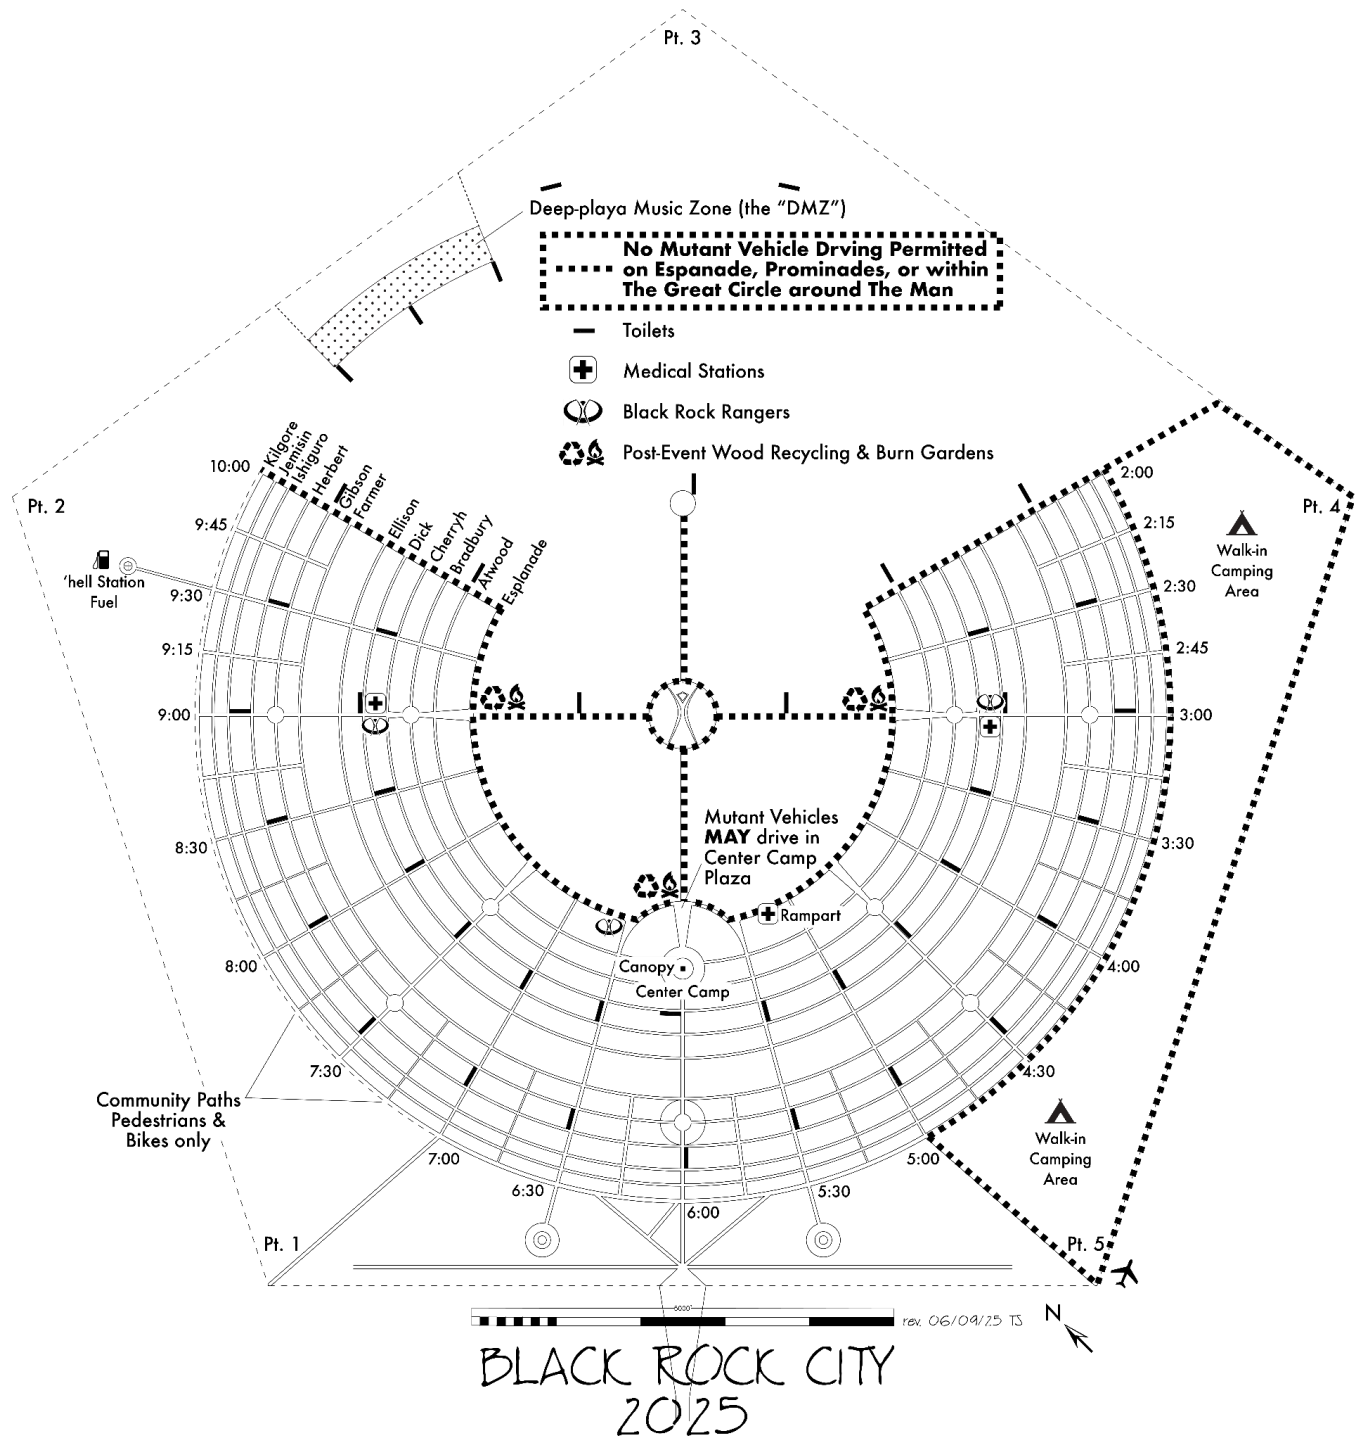 Pt. 3
Deep-playa Music Zone (the “DMZ”)
No Mutant Vehicle Drving Permitted
on Espanade, Prominades, or within
The Great Circle around The Man
Toilets
Medical Stations
Black Rock Rangers
Post-Event Wood Recycling & Burn Gardens
Kilgore
Jemisin
Ishiguro
Herbert
Gibson
Farmer
Ellison
Dick
Cherryh
Bradbury
Atwood
Esplanade
10:00
9:45
9:30
9:15
9:00
8:30
8:00
7:30
7:00
6:30
6:00
5:30
5:00
4:30
4:00
3:30
3:00
2:45
2:30
2:15
2:00
Pt. 2
Pt. 4
'hell Station
Fuel
Walk-in
Camping
Area
Mutant Vehicles
MAY drive in
Center Camp
Plaza
Rampart
Canopy
Center Camp
Community Paths
Pedestrians &
Bikes only
Walk-in
Camping
Area
Pt. 1
Pt. 5
6000'
rev. 06/09/25 TS
N
BLACK ROCK CITY
2025